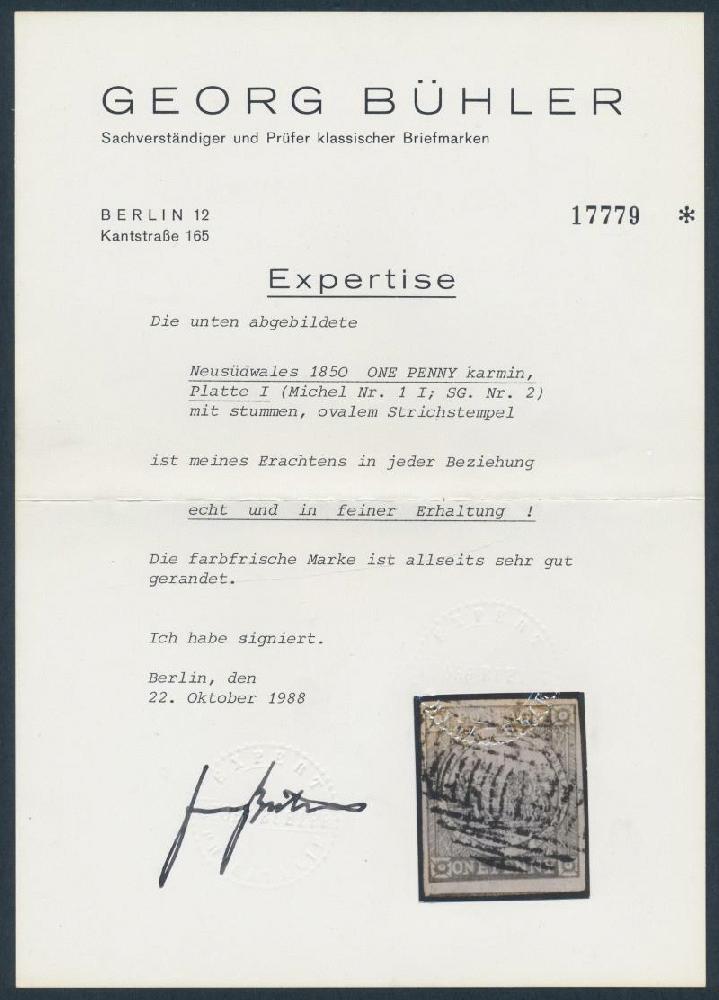 GEORG BÜHLER
Sachverständiger und Prüfer klassischer Briefmarken
BERLIN 12
17779 *
Kantstraße 165
Expertise
Die unten abgebildete
Neusüdwales 1850 ONE PENNY karmin,
Platte I (Michel Nr. 1 I; SG. Nr. 2)
mit stummen, ovalem Strichstempel
ist meines Erachtens in jeder Beziehung
echt und in feiner Erhaltung !
Die farbfrische Marke ist allseits sehr gut
gerandet.
Ich habe signiert.
Berlin, den
22. Oktober 1988
EXPERT
EXPERT
ONE PENNY